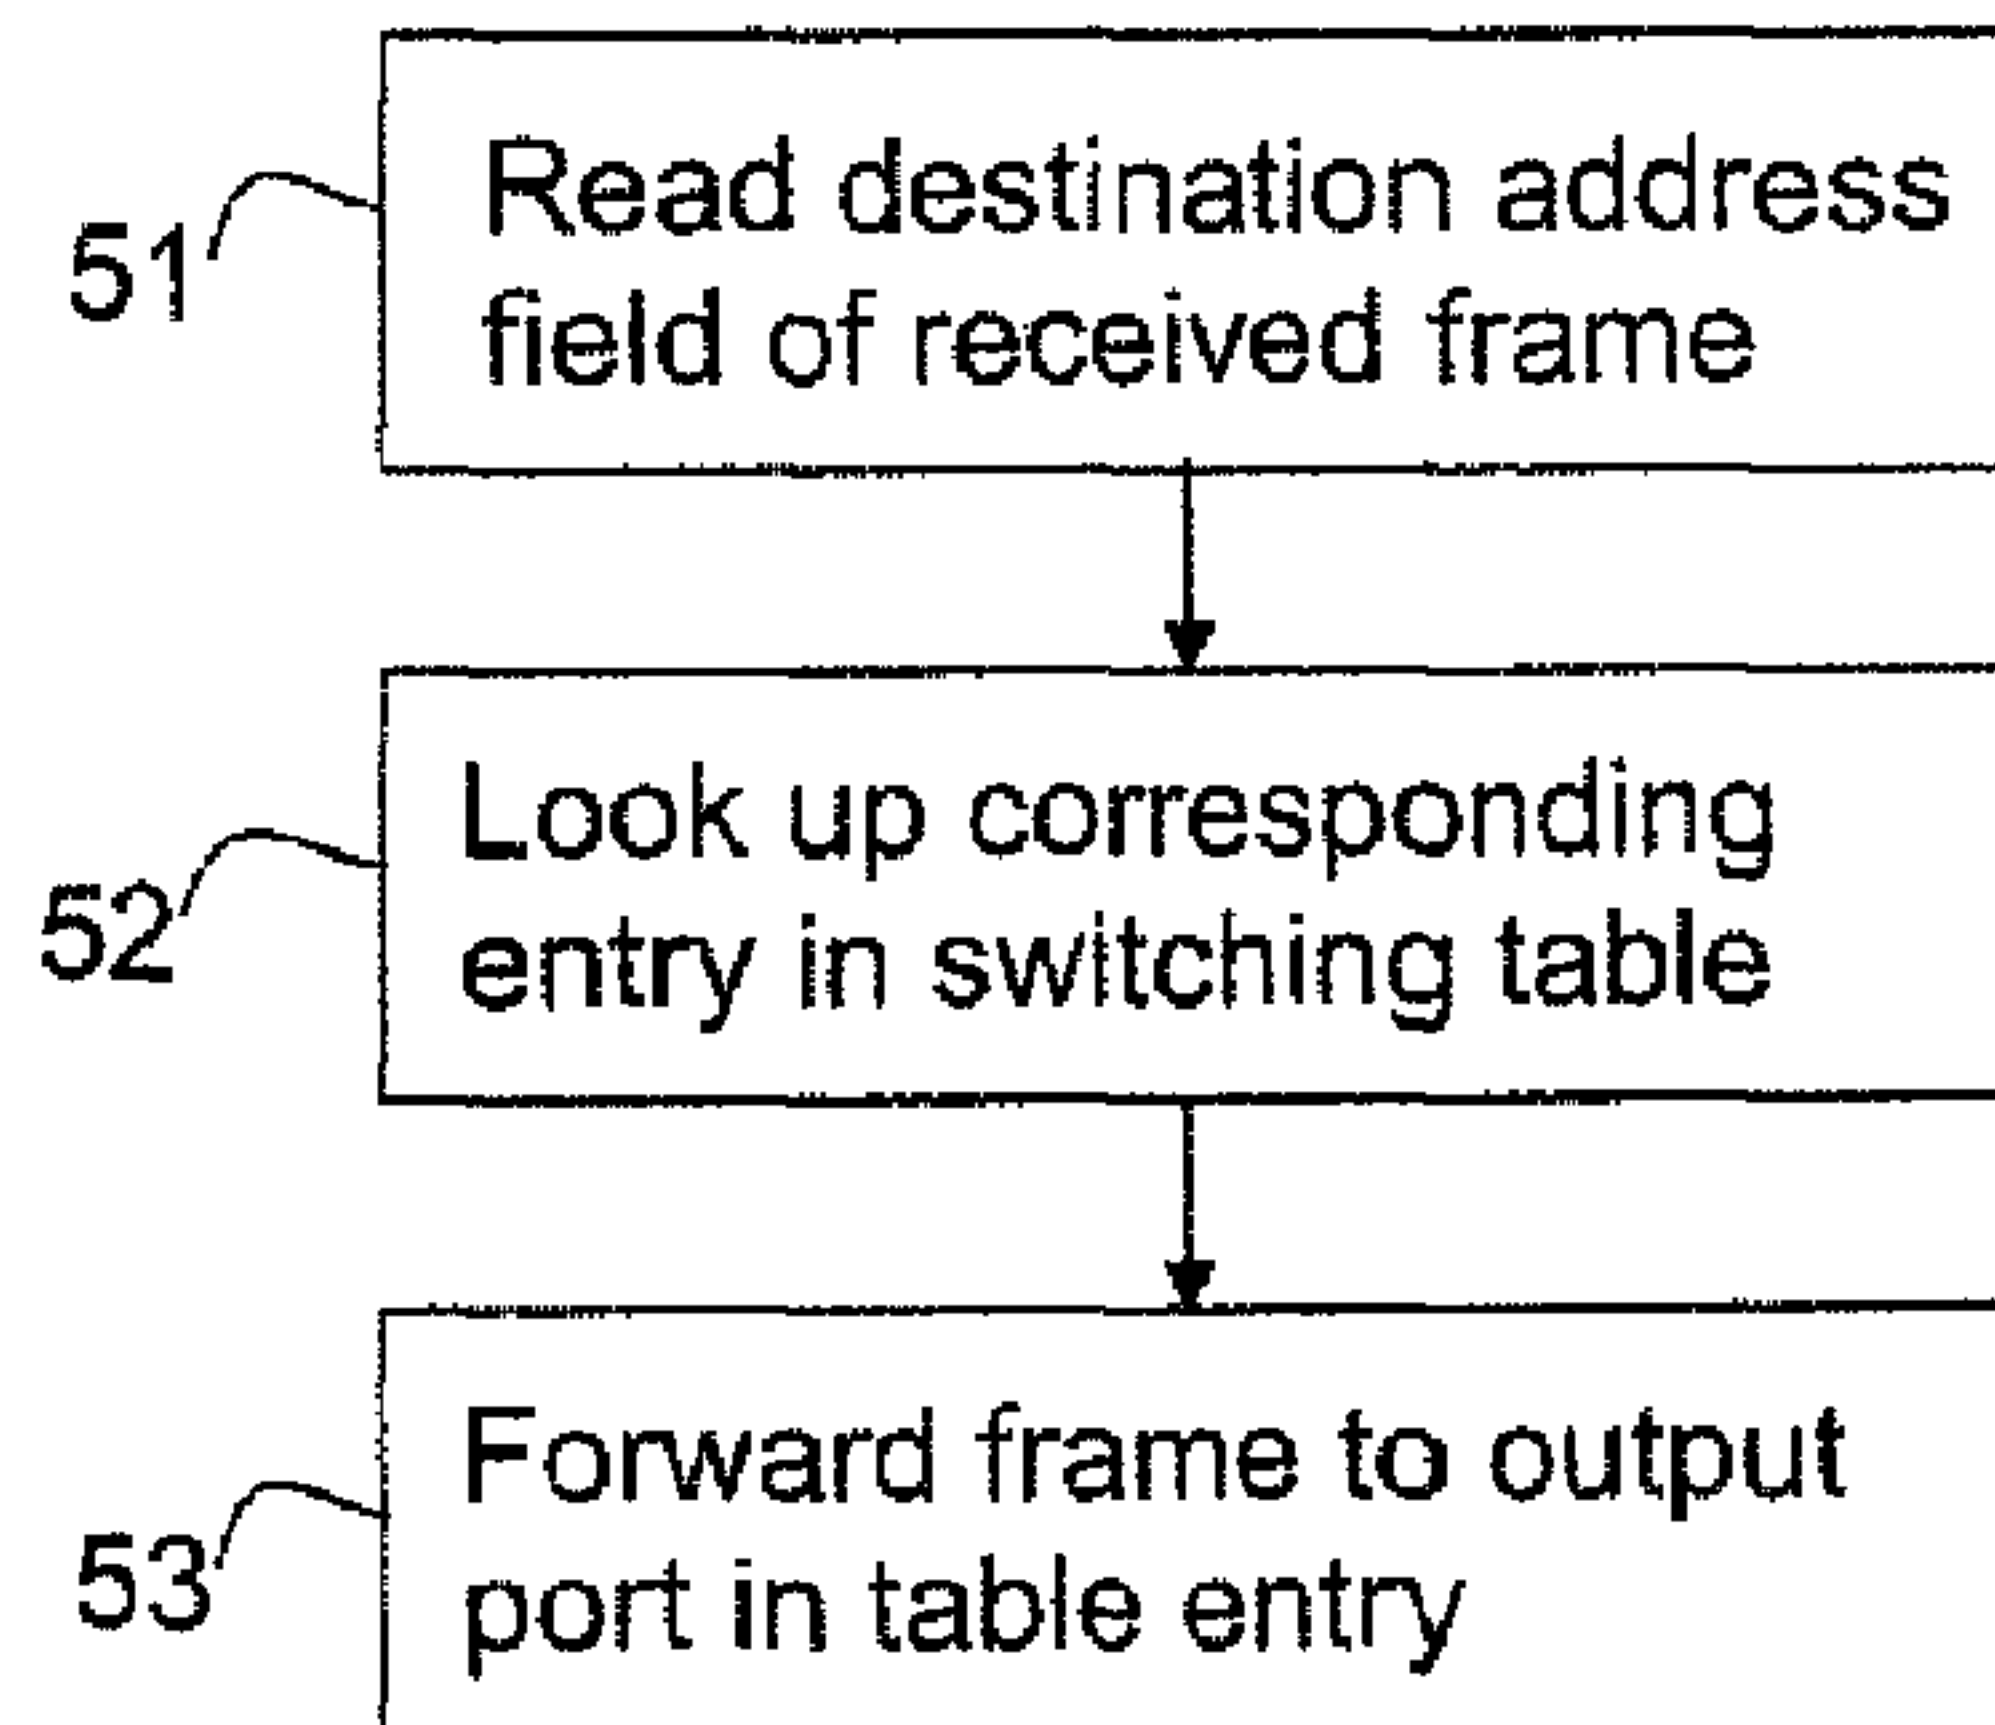 Read destination address
51
field of received frame
Look up corresponding
52
entry in switching table
Forward frame to output
53
port in table entry